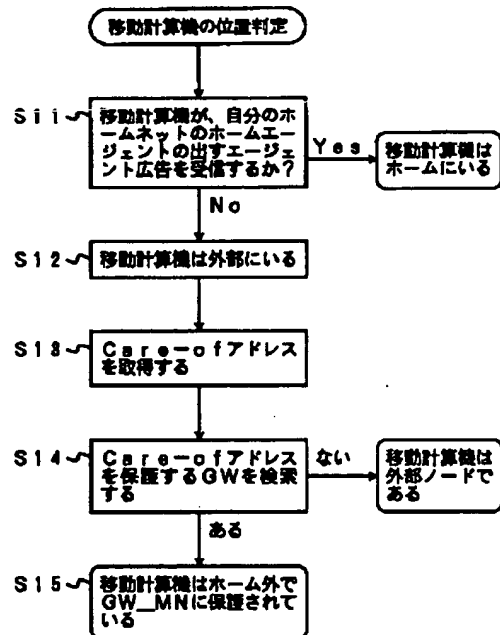 移動計算機の位置判定
S11
移動計算機が、自分のホ
ームネットのホームエー
ジェントの出すエージェ
ント広告を受信するか？
Yes
移動計算機は
ホームにいる
No
S12
移動計算機は外部にいる
S13
Care－ofアドレス
を取得する
S14
Care－ofアドレス
を保護するGWを検索
する
ない
移動計算機は
外部ノードで
ある
ある
S15
移動計算機はホーム外で
GW＿MNに保護されて
いる